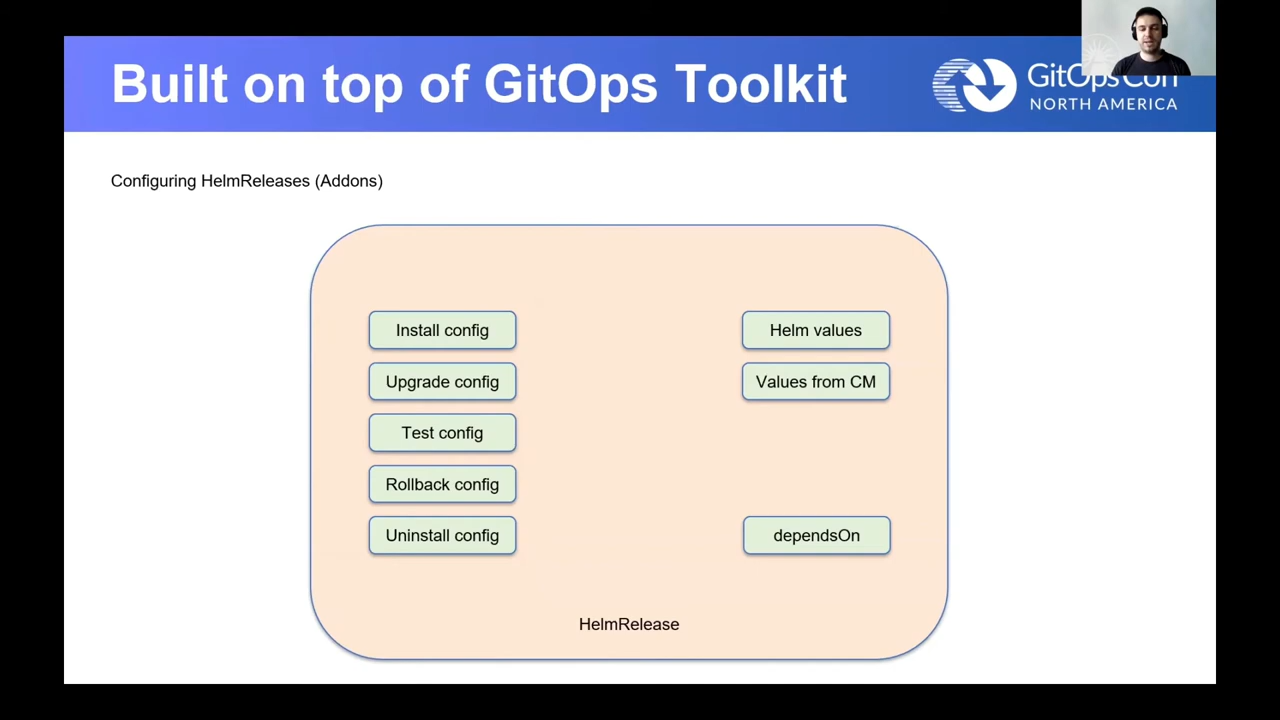 Built on top of GitOps Toolkit
GitOpsCon
NORTH AMERICA
Configuring HelmReleases (Addons)
Install config
Helm values
Upgrade config
Values from CM
Test config
Rollback config
Uninstall config
dependsOn
HelmRelease